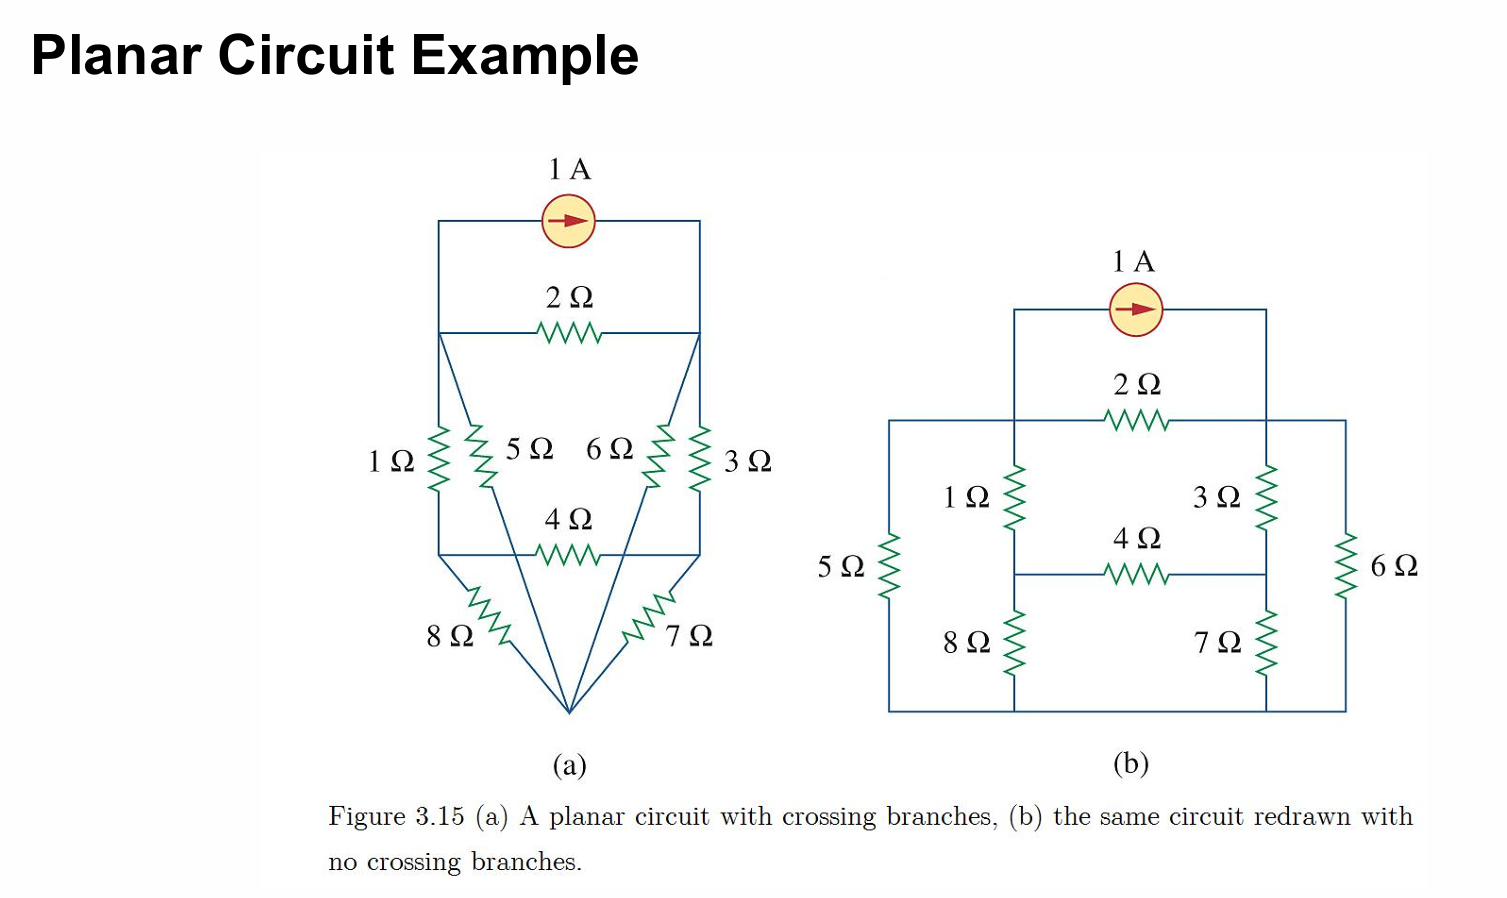 Planar Circuit Example
1 A
2 Ω
1 Ω
5 Ω
6 Ω
3 Ω
4 Ω
8 Ω
7 Ω
(a)
1 A
2 Ω
1 Ω
3 Ω
4 Ω
5 Ω
6 Ω
8 Ω
7 Ω
(b)
Figure 3.15 (a) A planar circuit with crossing branches, (b) the same circuit redrawn with
no crossing branches.